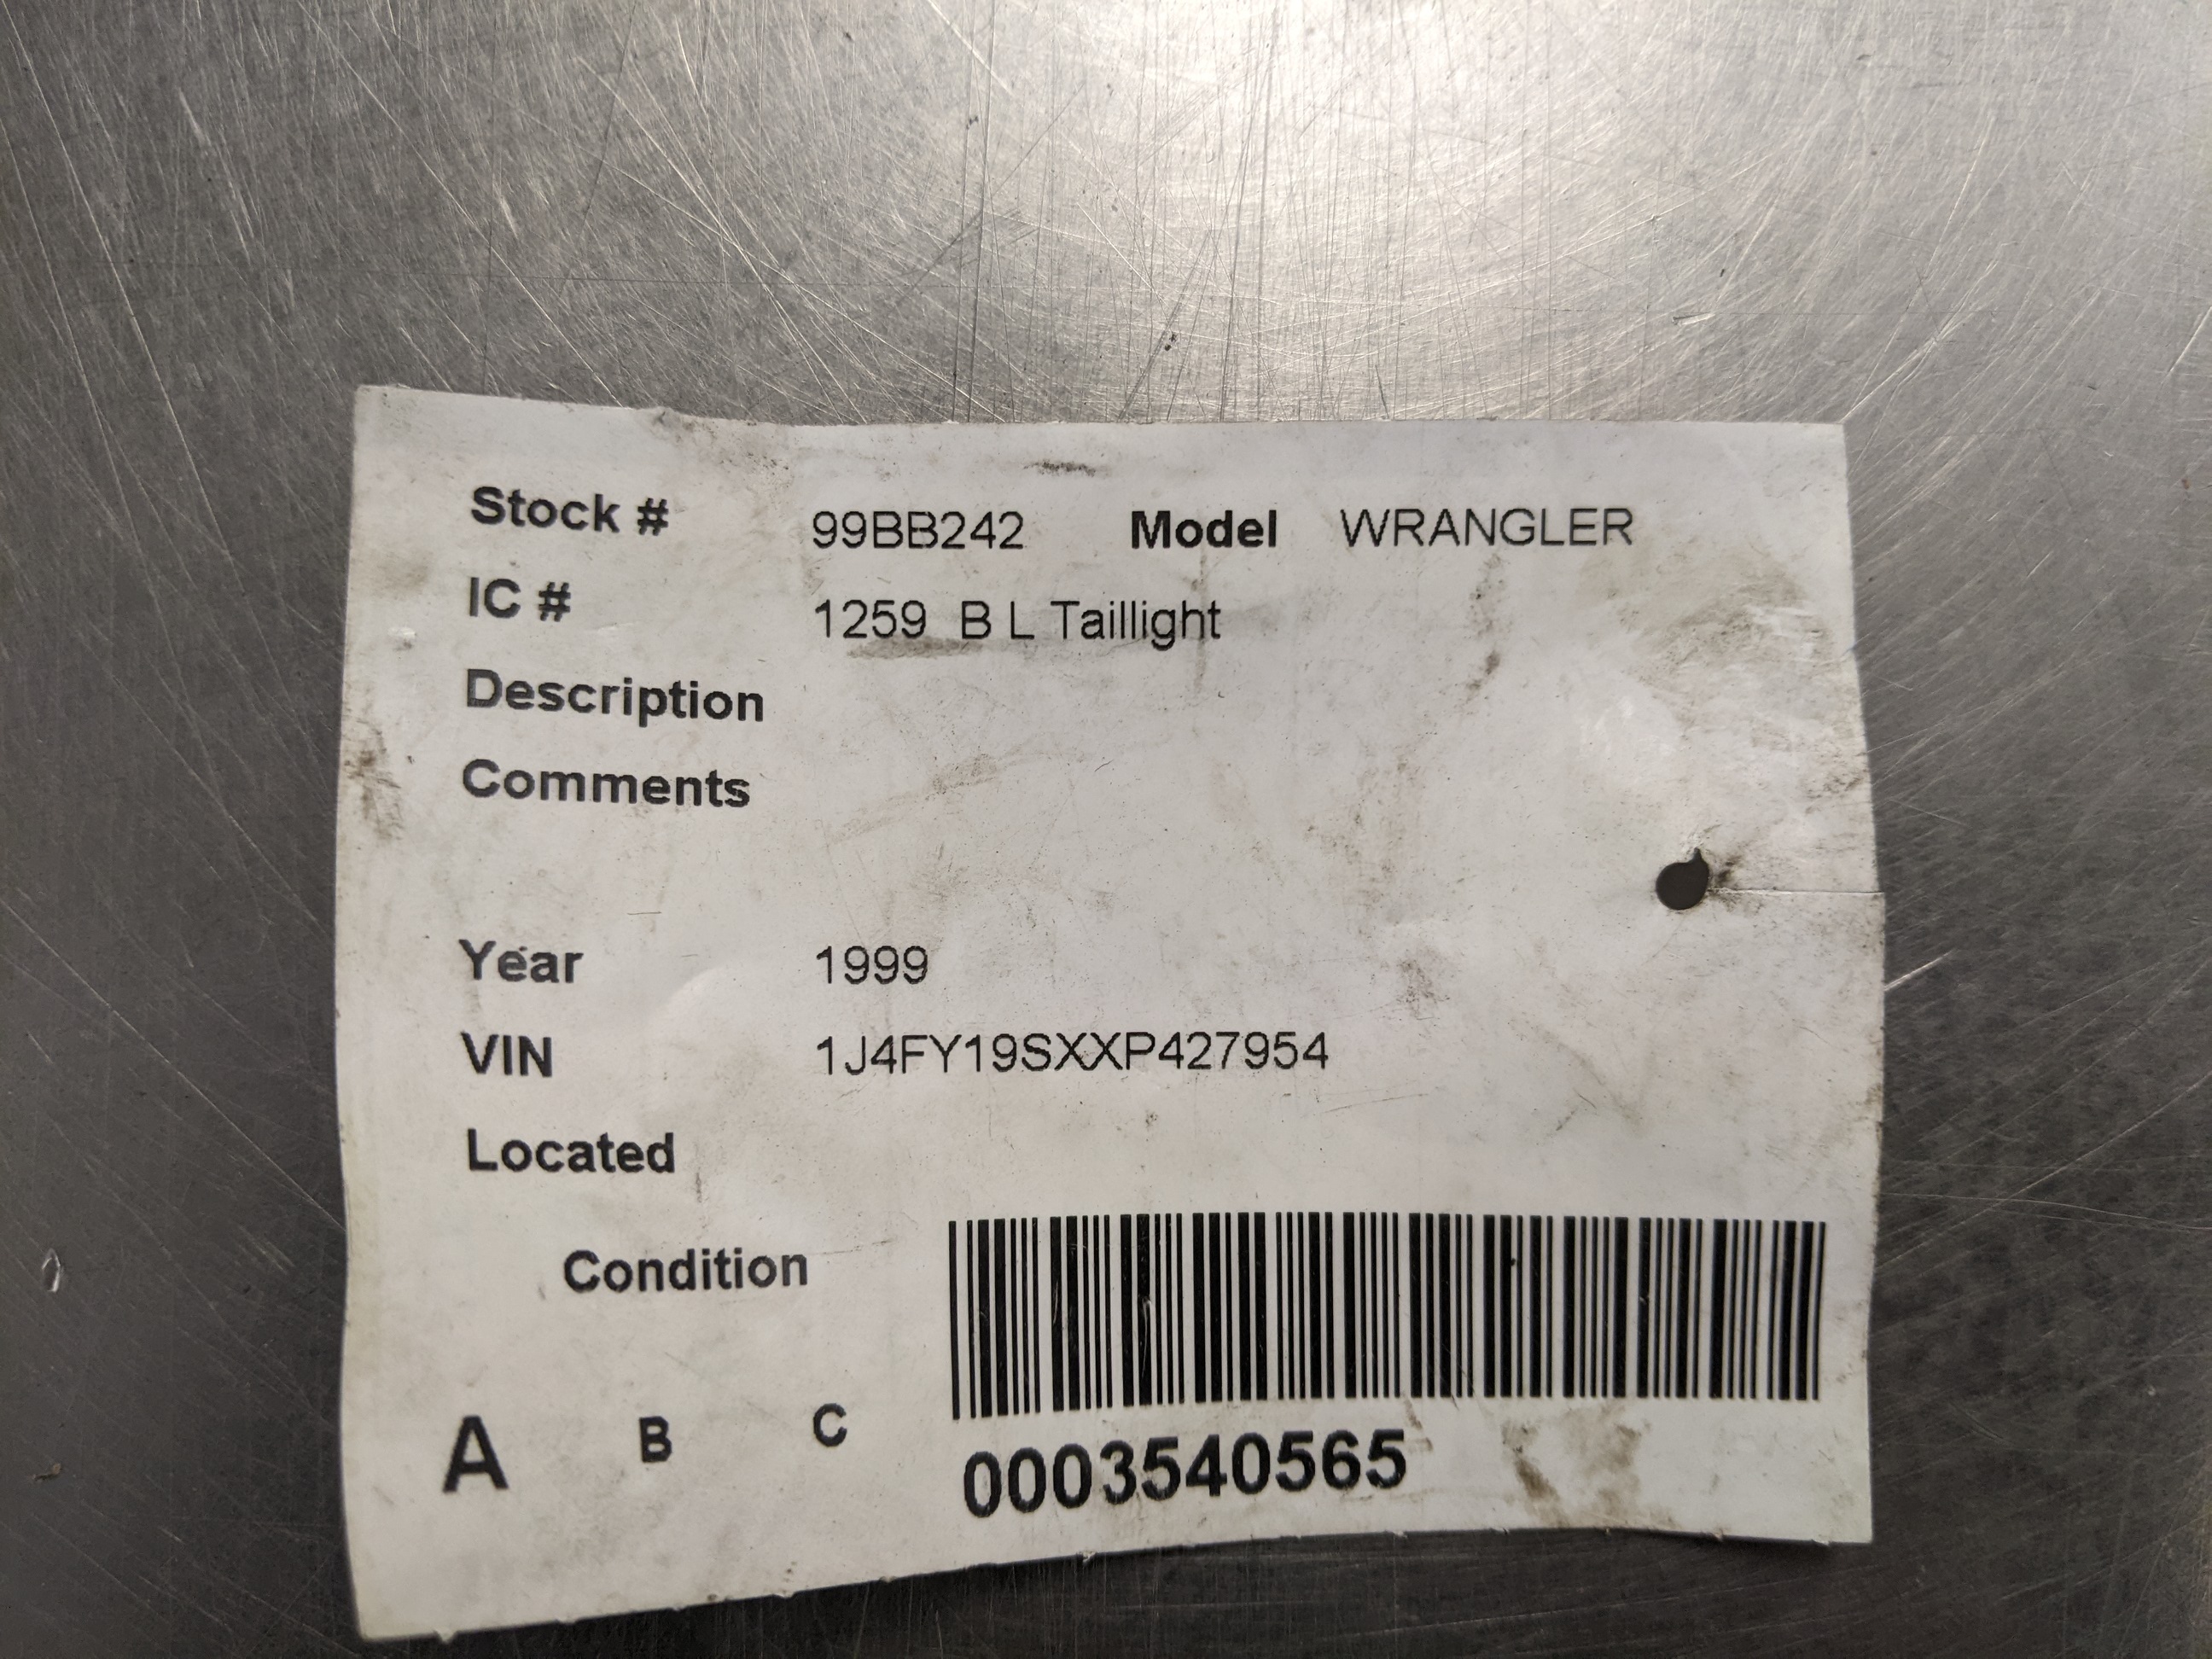 Stock # 99BB242 Model WRANGLER
IC # 1259 B L Taillight
Description
Comments
Year 1999
VIN 1J4FY19SXXP427954
Located
Condition
A B C
0003540565